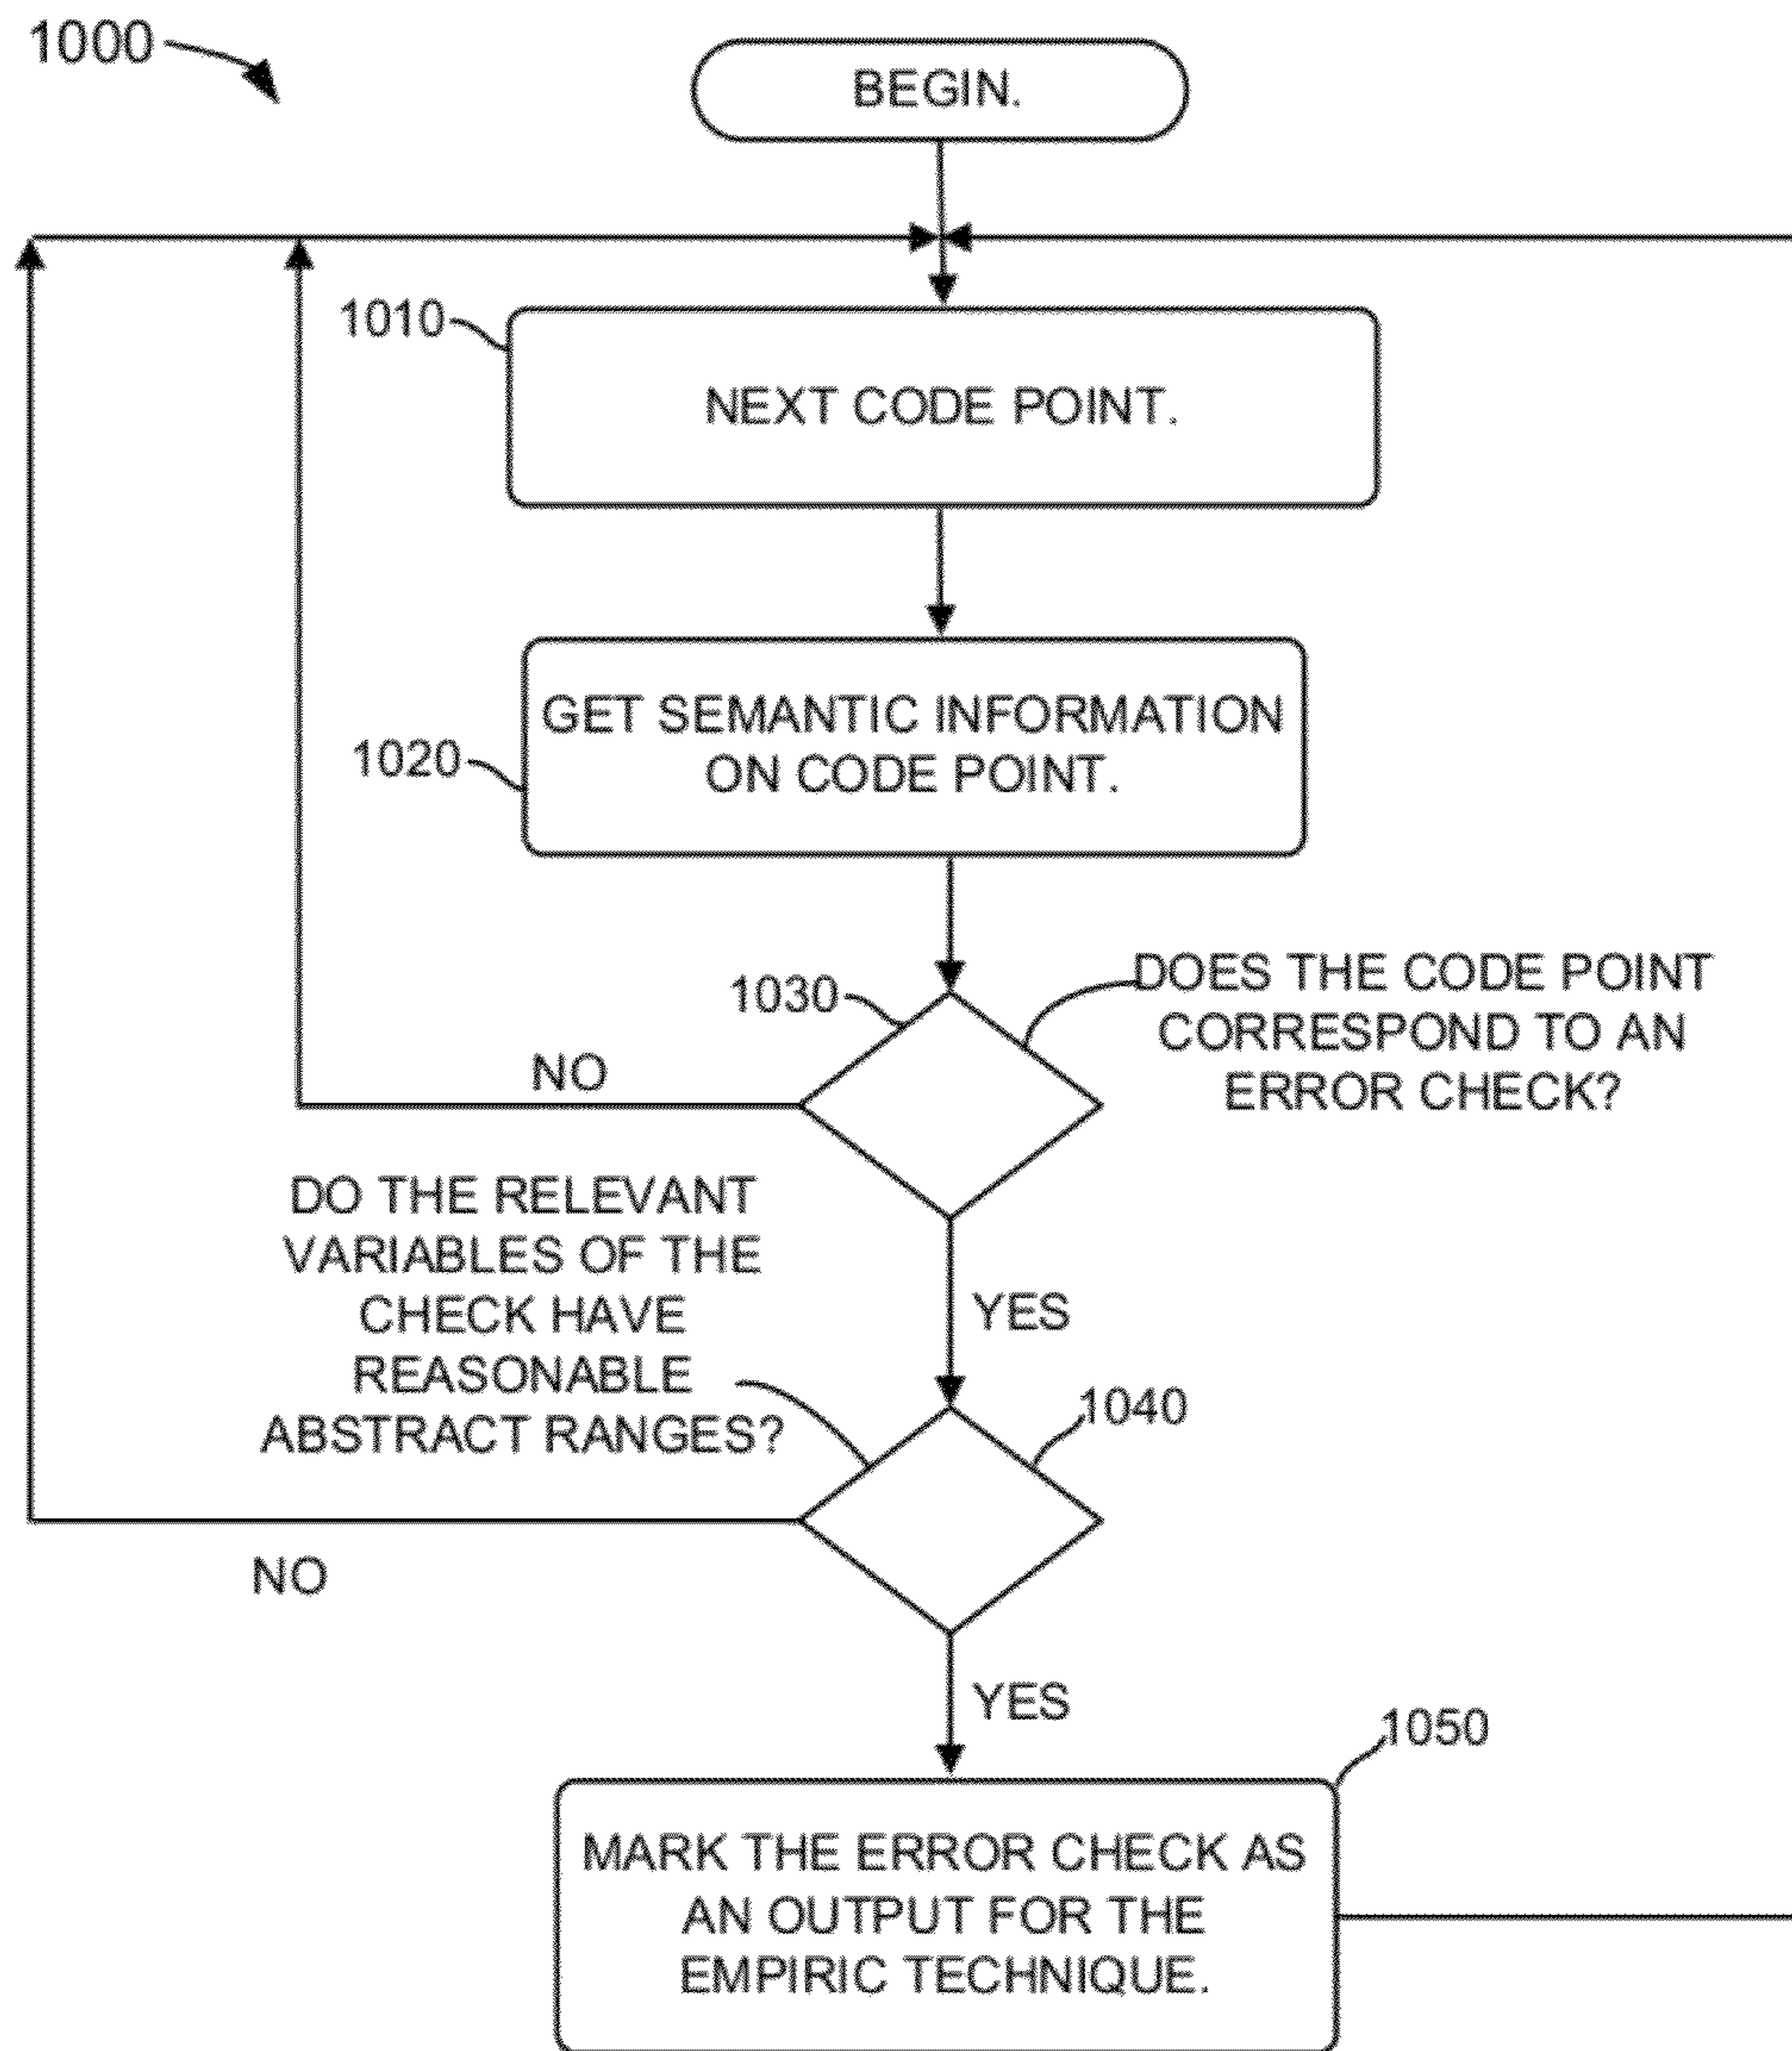 1000
BEGIN.
1010
NEXT CODE POINT.
GET SEMANTIC INFORMATION
ON CODE POINT.
1020
1030
DOES THE CODE POINT
CORRESPOND TO AN
ERROR CHECK?
NO
DO THE RELEVANT
VARIABLES OF THE
CHECK HAVE
REASONABLE
ABSTRACT RANGES?
YES
1040
NO
YES
1050
MARK THE ERROR CHECK AS
AN OUTPUT FOR THE
EMPIRIC TECHNIQUE.